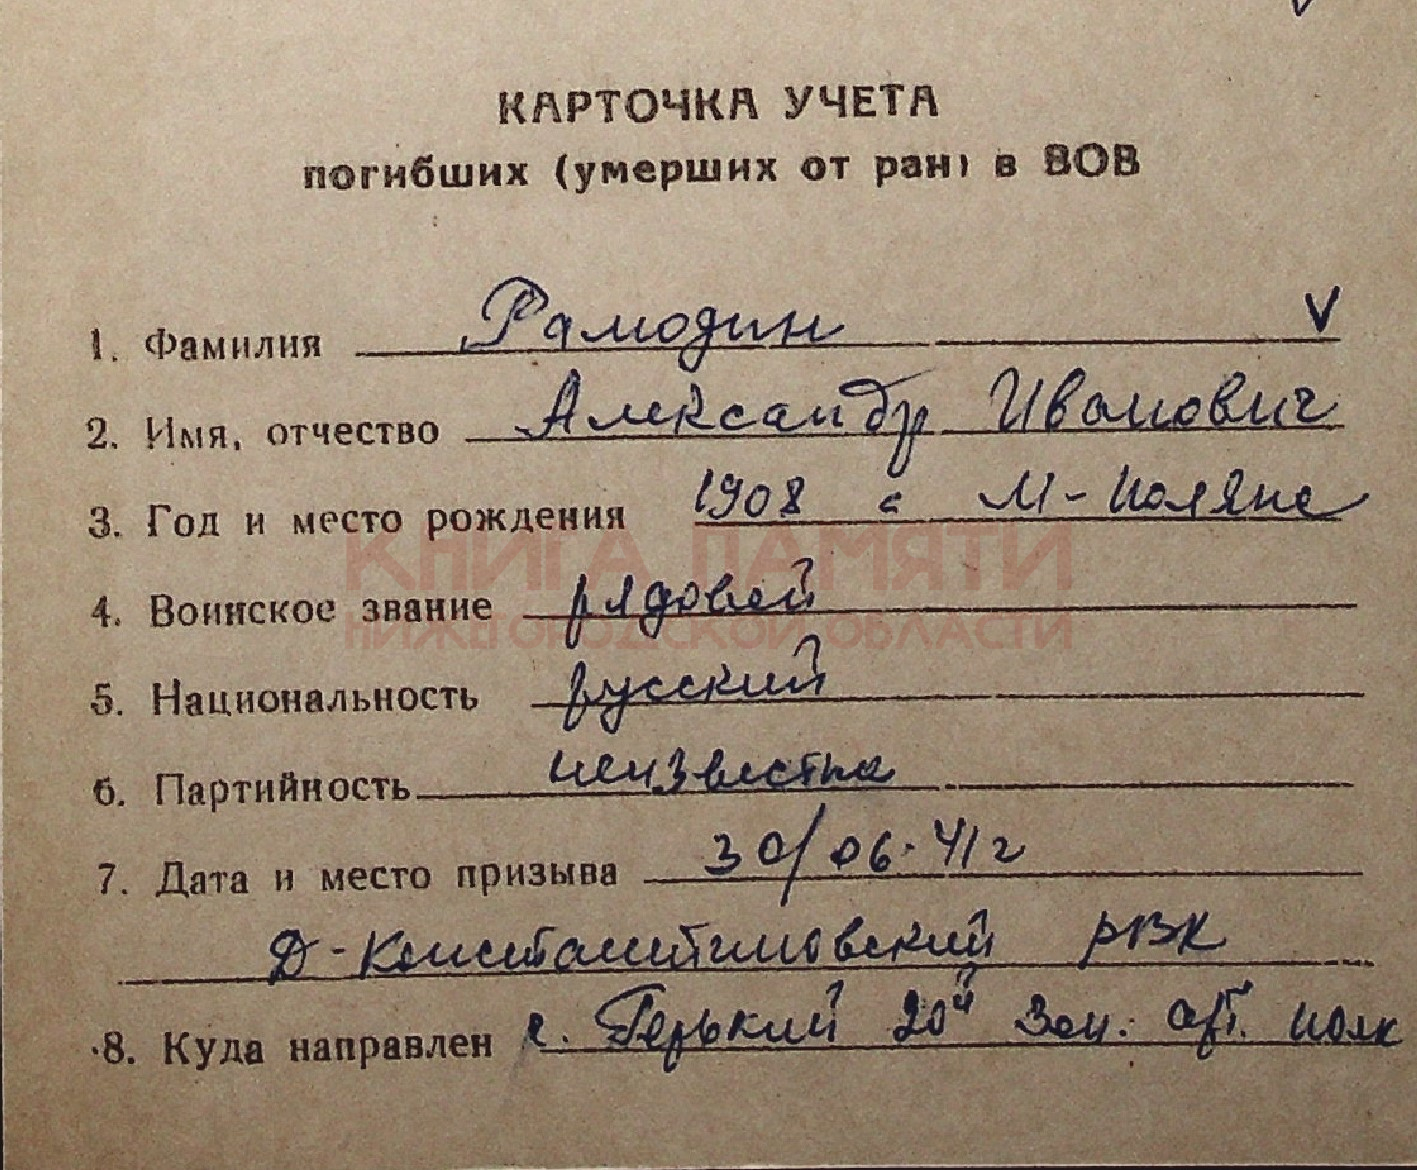 КАРТОЧКА УЧЕТА
погибших (умерших от ран) в ВОВ
1. Фамилия Рамодин V
2. Имя, отчество Александр Иванович
3. Год и место рождения 1908 с М-Поляне
КНИГА ПАМЯТИ
4. Воинское звание рядовой
НИЖЕГОРОДСКОЙ ОБЛАСТИ
5. Национальность русский
6. Партийность неизвестна
7. Дата и место призыва 30/06.41г
Д-Константиновский РВК
8. Куда направлен г. Горький 20й Зен. арт. полк